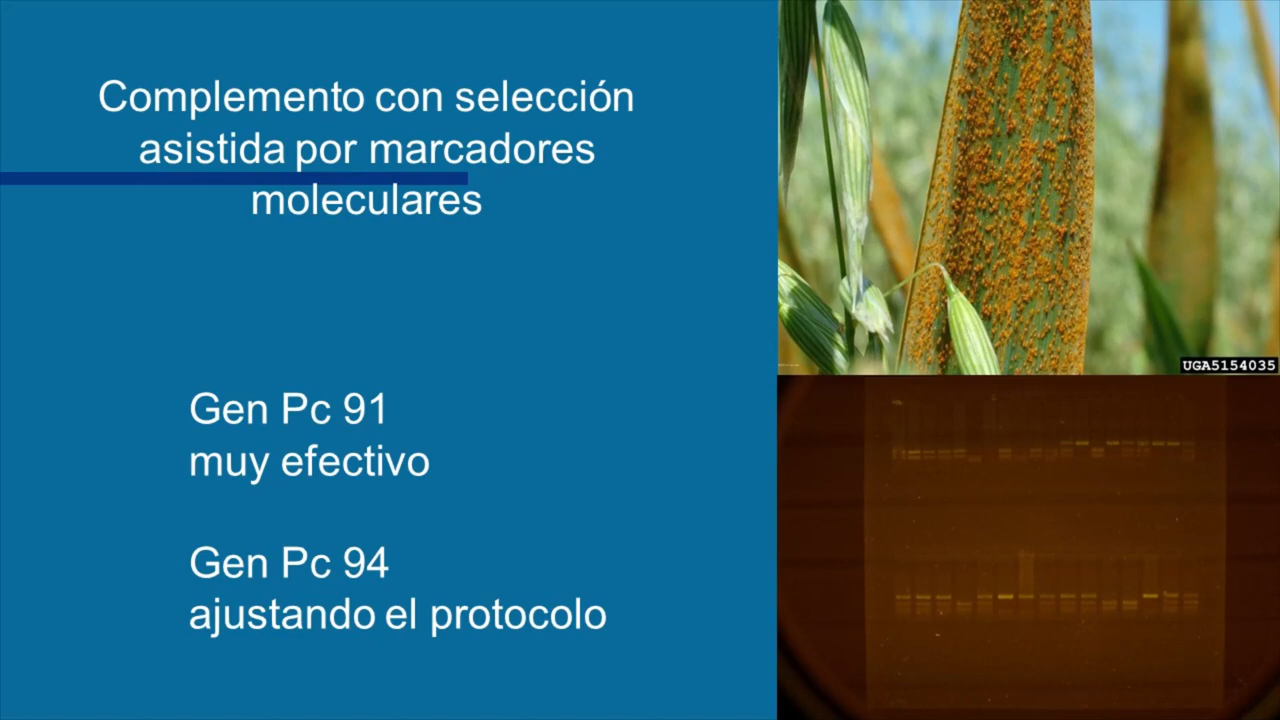 Complemento con selección
asistida por marcadores
moleculares
Gen Pc 91
muy efectivo
Gen Pc 94
ajustando el protocolo
UGA5154035